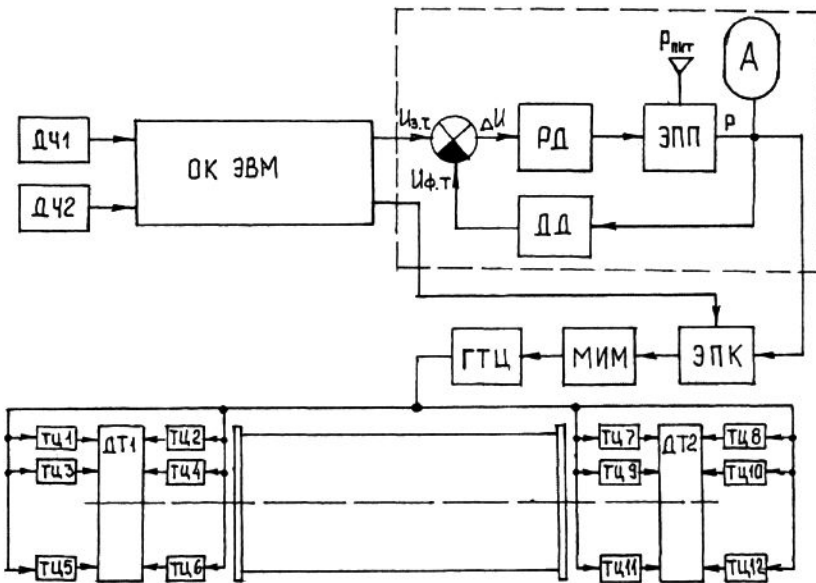 Pпит
A
ДЧ1
ДЧ2
ОК ЭВМ
Uз.т.
ΔU
Uф.т
РД
ЭПП
P
ДД
ГТЦ
МИМ
ЭПК
ТЦ1
ДТ1
ТЦ2
ТЦ7
ДТ2
ТЦ8
ТЦ3
ТЦ4
ТЦ9
ТЦ10
ТЦ5
ТЦ6
ТЦ11
ТЦ12